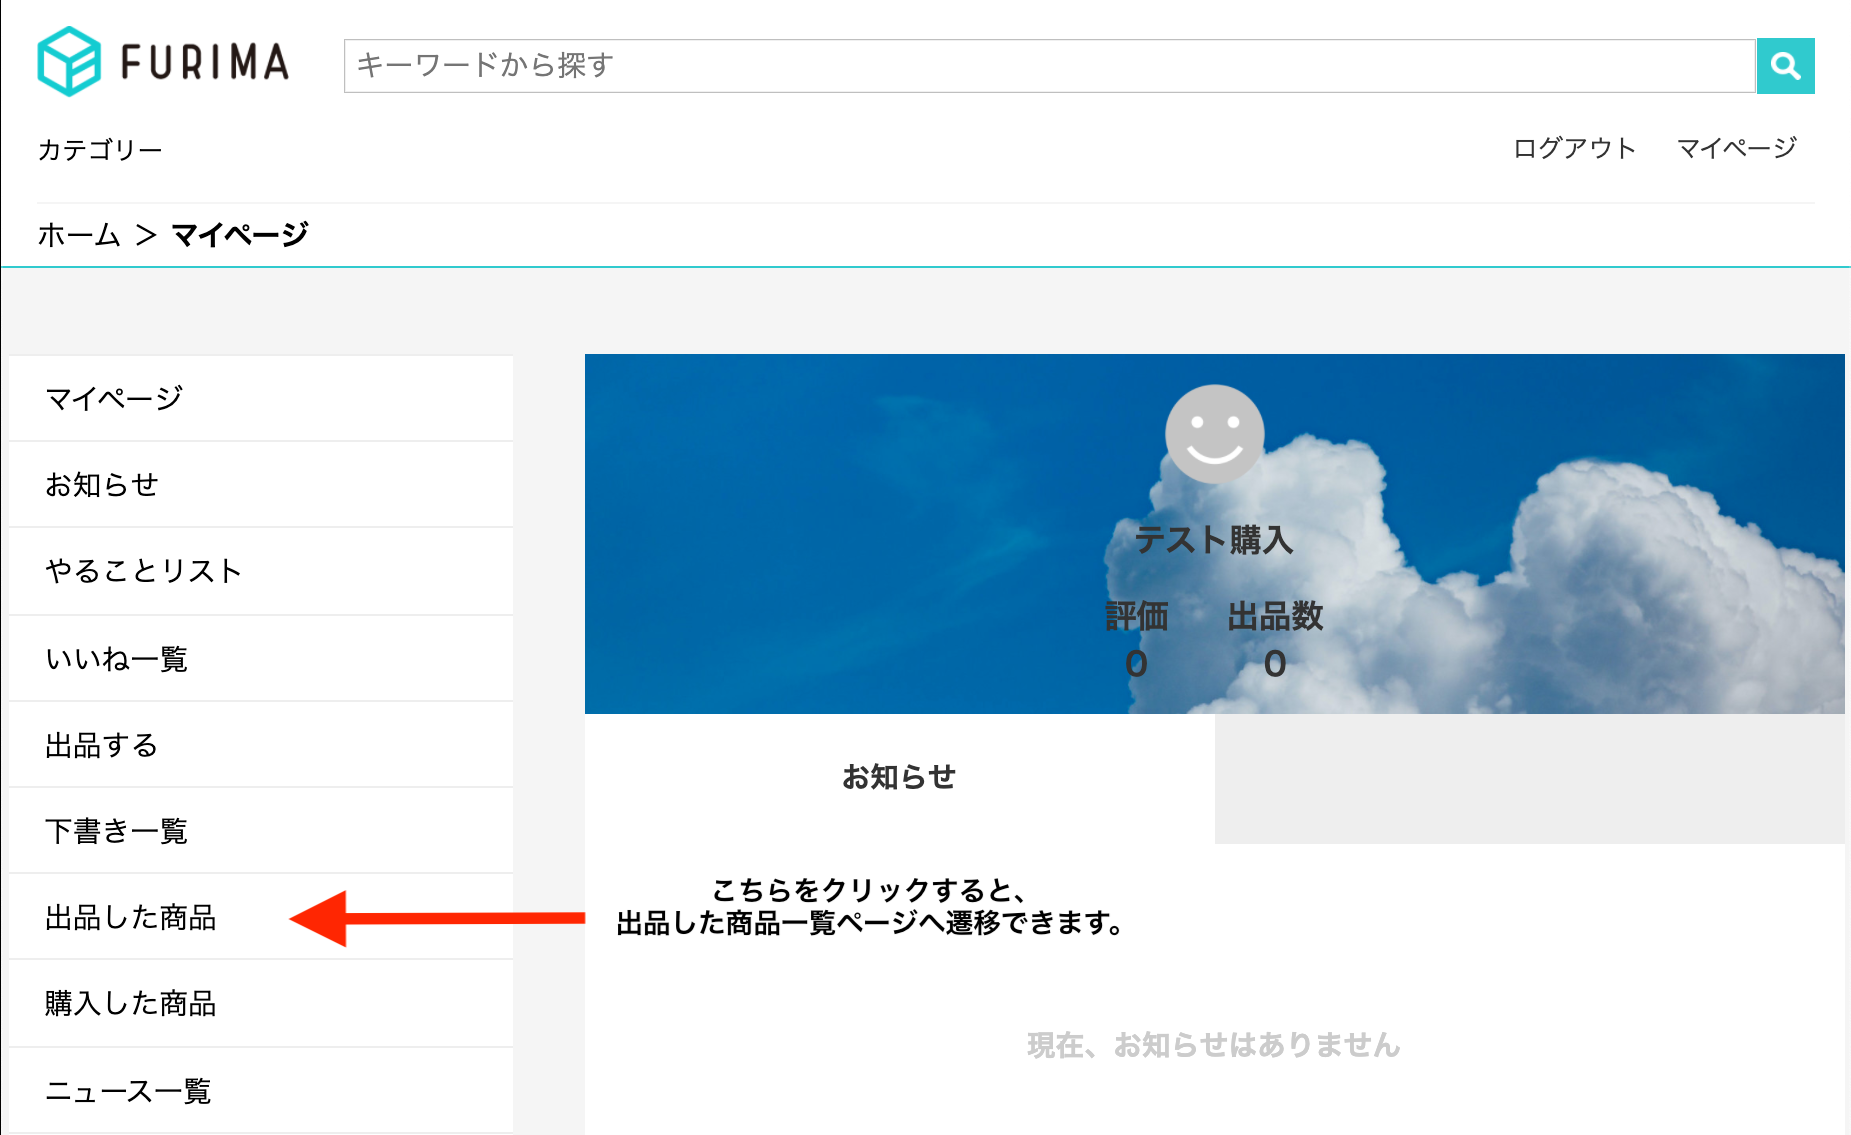 FURIMA
キーワードから探す
カテゴリー
ログアウト
マイページ
ホーム ＞ マイページ
マイページ
お知らせ
やることリスト
いいね一覧
出品する
下書き一覧
出品した商品
購入した商品
ニュース一覧
テスト購入
評価 出品数
0 0
お知らせ
こちらをクリックすると、
出品した商品一覧ページへ遷移できます。
現在、お知らせはありません